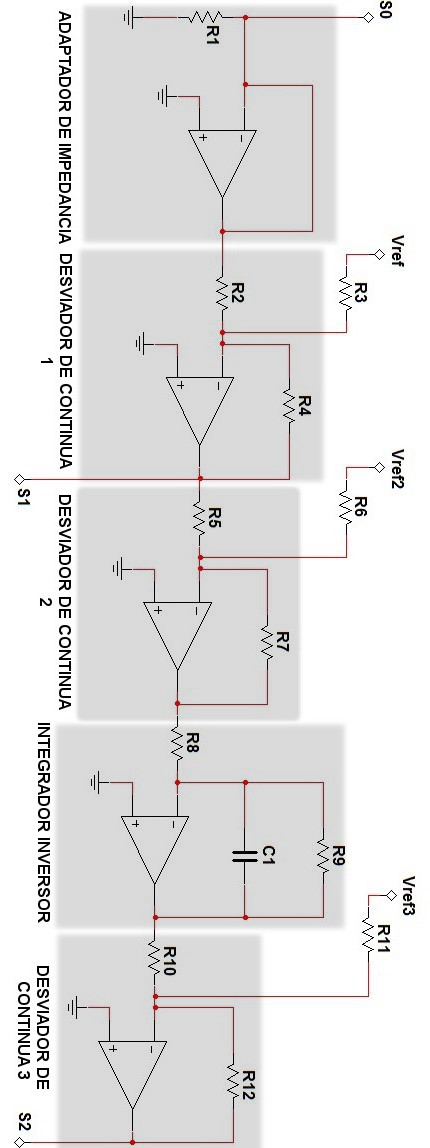 S0
R1
+
−
ADAPTADOR DE IMPEDANCIA
Vref
R3
R2
R4
+
−
DESVIADOR DE CONTINUA
1
S1
Vref2
R6
R5
R7
+
−
DESVIADOR DE CONTINUA
2
R8
R9
C1
+
−
INTEGRADOR INVERSOR
Vref3
R11
R10
R12
+
−
DESVIADOR DE
CONTINUA 3
S2